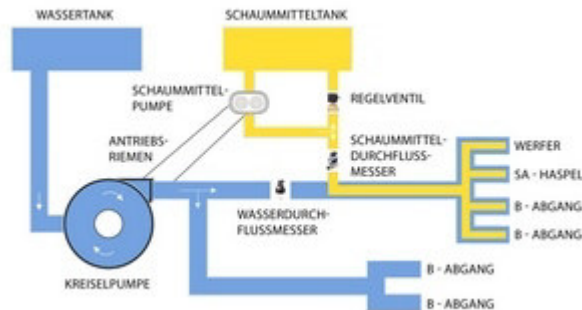 WASSERTANK
SCHAUMMITTELTANK
SCHAUMMITTEL-
PUMPE
REGELVENTIL
ANTRIEBS-
RIEMEN
SCHAUMMITTEL-
DURCHFLUSS-
MESSER
WERFER
SA - HASPEL
B - ABGANG
B - ABGANG
WASSERDURCH-
FLUSSMESSER
KREISELPUMPE
B - ABGANG
B - ABGANG